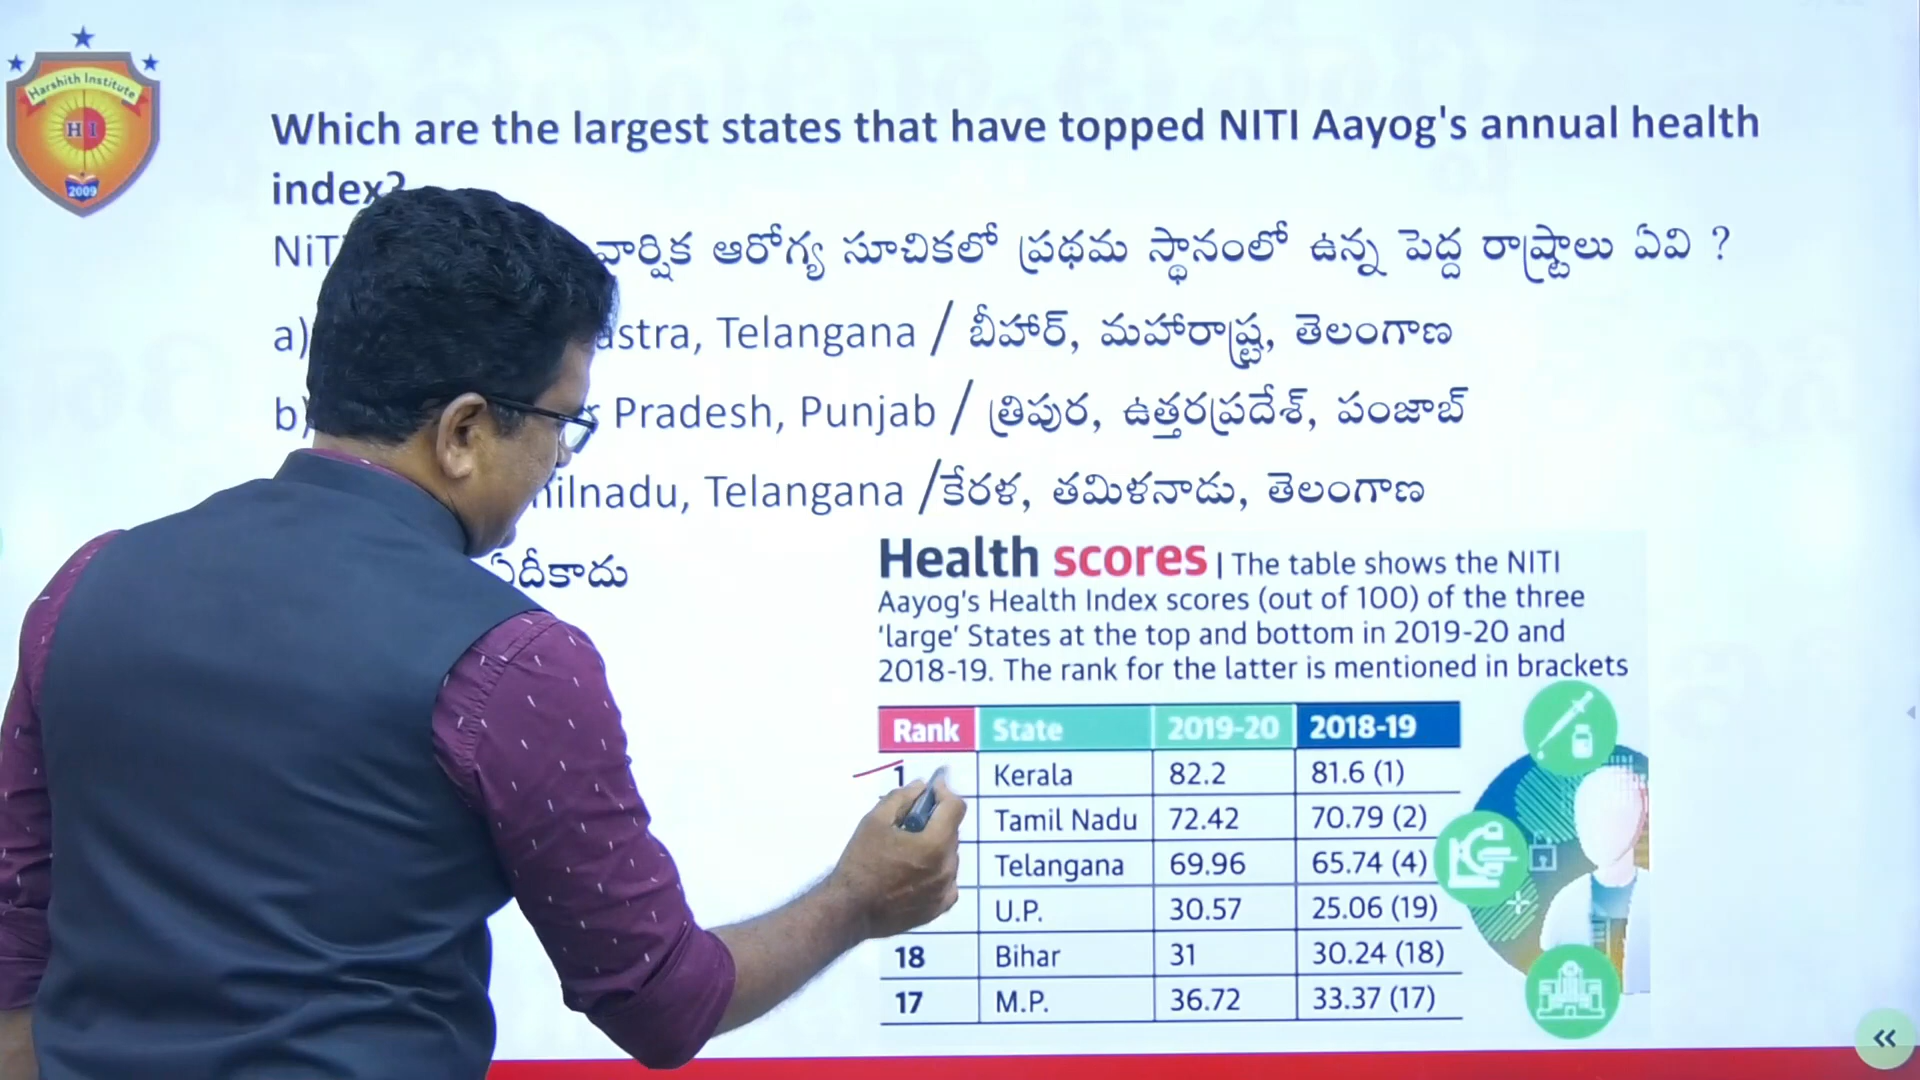 Harshith Institute
H I
2009
Which are the largest states that have topped NITI Aayog's annual health
index?
వార్షిక ఆరోగ్య సూచికలో ప్రథమ స్థానంలో ఉన్న పెద్ద రాష్ట్రాలు ఏవి ?
a) Telangana / బీహార్, మహారాష్ట్ర, తెలంగాణ
b) Pradesh, Punjab / త్రిపుర, ఉత్తరప్రదేశ్, పంజాబ్
Telangana /కేరళ, తమిళనాడు, తెలంగాణ
ఏదీకాదు
Health scores | The table shows the NITI
Aayog's Health Index scores (out of 100) of the three
'large' States at the top and bottom in 2019-20 and
2018-19. The rank for the latter is mentioned in brackets
Rank State 2019-20 2018-19
1 Kerala 82.2 81.6 (1)
Tamil Nadu 72.42 70.79 (2)
Telangana 69.96 65.74 (4)
U.P. 30.57 25.06 (19)
18 Bihar 31 30.24 (18)
17 M.P. 36.72 33.37 (17)